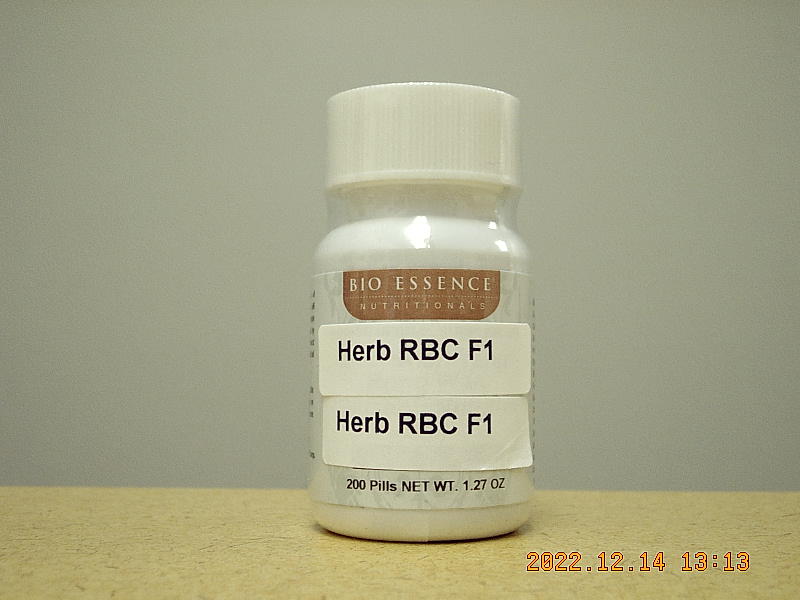 BIO ESSENCE
NUTRITIONALS
Herb RBC F1
Herb RBC F1
200 Pills NET WT. 1.27 OZ
2022.12.14 13:13